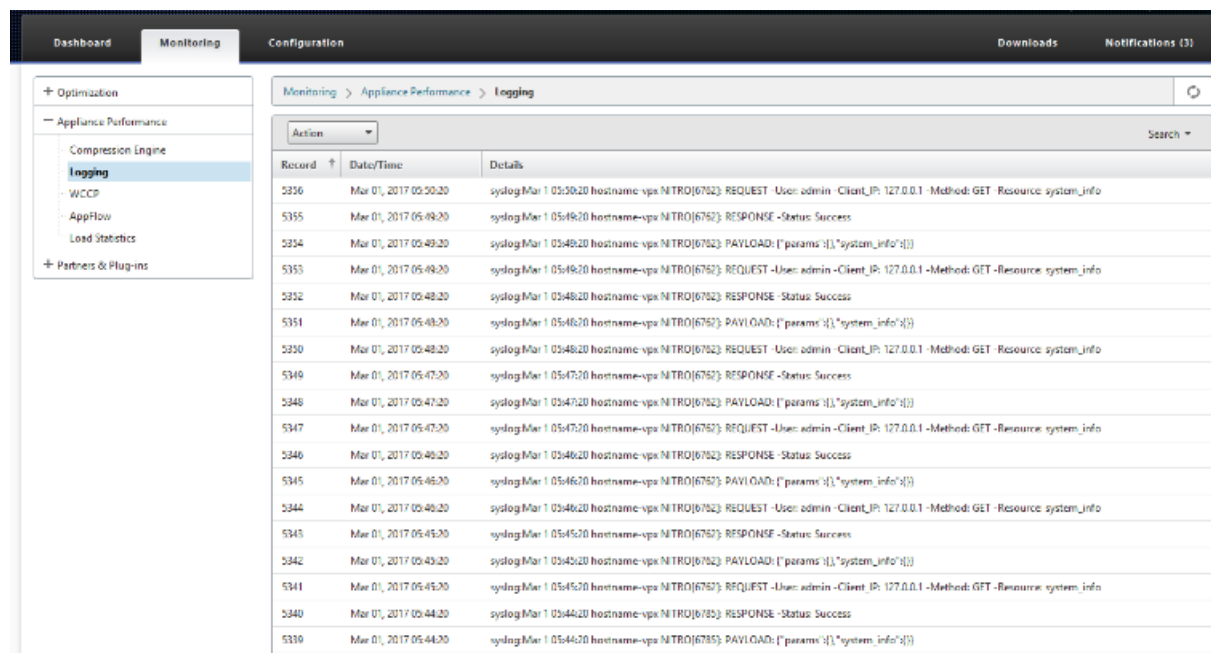 Dashboard Monitoring Configuration Downloads Notifications (3)
+ Optimization
— Appliance Performance
Compression Engine
Logging
WCCP
AppFlow
Load Statistics
+ Partners & Plug-ins
Monitoring > Appliance Performance > Logging
Action Search
Record ↑ Date/Time Details
5356 Mar 01, 2017 05:50:20 syslog:Mar 1 05:50:20 hostname-vpx NITRO[6762]: REQUEST -User: admin -Client_IP: 127.0.0.1 -Method: GET -Resource: system_info
5355 Mar 01, 2017 05:49:20 syslog:Mar 1 05:49:20 hostname-vpx NITRO[6762]: RESPONSE -Status: Success
5354 Mar 01, 2017 05:49:20 syslog:Mar 1 05:49:20 hostname-vpx NITRO[6762]: PAYLOAD: {"params":{},"system_info":{}}
5353 Mar 01, 2017 05:49:20 syslog:Mar 1 05:49:20 hostname-vpx NITRO[6762]: REQUEST -User: admin -Client_IP: 127.0.0.1 -Method: GET -Resource: system_info
5352 Mar 01, 2017 05:48:20 syslog:Mar 1 05:48:20 hostname-vpx NITRO[6762]: RESPONSE -Status: Success
5351 Mar 01, 2017 05:48:20 syslog:Mar 1 05:48:20 hostname-vpx NITRO[6762]: PAYLOAD: {"params":{},"system_info":{}}
5350 Mar 01, 2017 05:48:20 syslog:Mar 1 05:48:20 hostname-vpx NITRO[6762]: REQUEST -User: admin -Client_IP: 127.0.0.1 -Method: GET -Resource: system_info
5349 Mar 01, 2017 05:47:20 syslog:Mar 1 05:47:20 hostname-vpx NITRO[6762]: RESPONSE -Status: Success
5348 Mar 01, 2017 05:47:20 syslog:Mar 1 05:47:20 hostname-vpx NITRO[6762]: PAYLOAD: {"params":{},"system_info":{}}
5347 Mar 01, 2017 05:47:20 syslog:Mar 1 05:47:20 hostname-vpx NITRO[6762]: REQUEST -User: admin -Client_IP: 127.0.0.1 -Method: GET -Resource: system_info
5346 Mar 01, 2017 05:46:20 syslog:Mar 1 05:46:20 hostname-vpx NITRO[6762]: RESPONSE -Status: Success
5345 Mar 01, 2017 05:46:20 syslog:Mar 1 05:46:20 hostname-vpx NITRO[6762]: PAYLOAD: {"params":{},"system_info":{}}
5344 Mar 01, 2017 05:46:20 syslog:Mar 1 05:46:20 hostname-vpx NITRO[6762]: REQUEST -User: admin -Client_IP: 127.0.0.1 -Method: GET -Resource: system_info
5343 Mar 01, 2017 05:45:20 syslog:Mar 1 05:45:20 hostname-vpx NITRO[6762]: RESPONSE -Status: Success
5342 Mar 01, 2017 05:45:20 syslog:Mar 1 05:45:20 hostname-vpx NITRO[6762]: PAYLOAD: {"params":{},"system_info":{}}
5341 Mar 01, 2017 05:45:20 syslog:Mar 1 05:45:20 hostname-vpx NITRO[6762]: REQUEST -User: admin -Client_IP: 127.0.0.1 -Method: GET -Resource: system_info
5340 Mar 01, 2017 05:44:20 syslog:Mar 1 05:44:20 hostname-vpx NITRO[6785]: RESPONSE -Status: Success
5339 Mar 01, 2017 05:44:20 syslog:Mar 1 05:44:20 hostname-vpx NITRO[6785]: PAYLOAD: {"params":{},"system_info":{}}